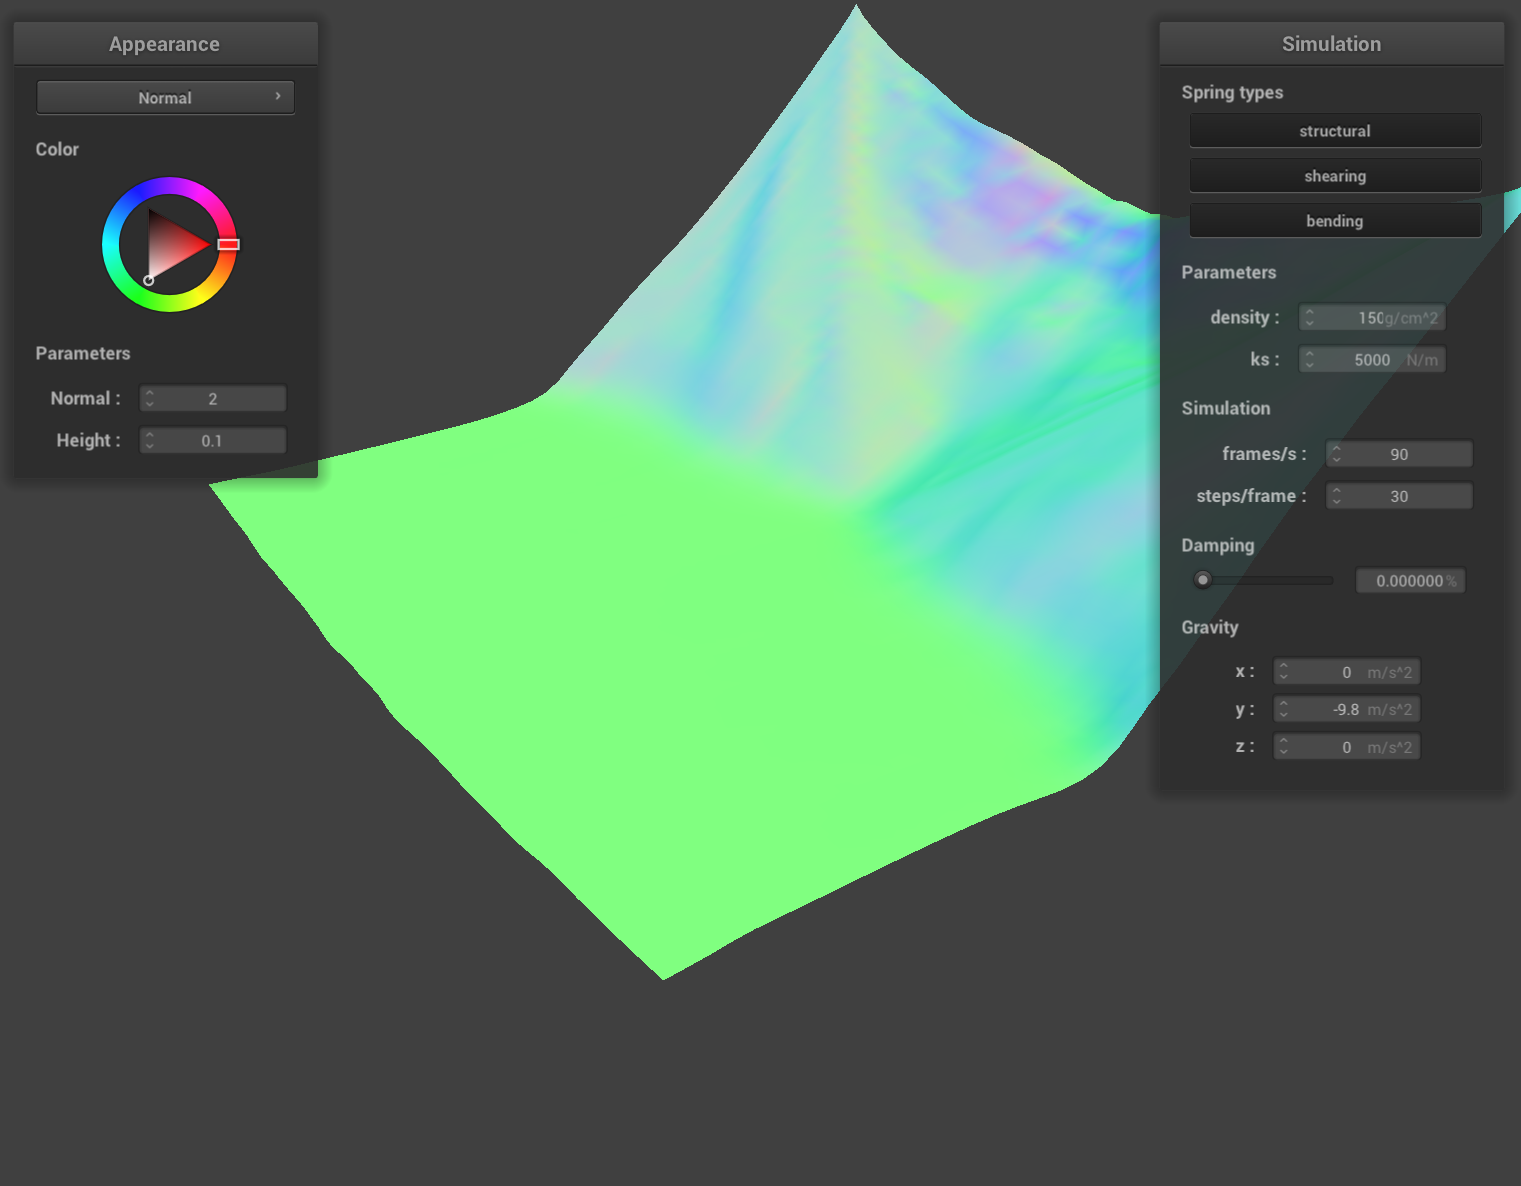 Appearance
Normal
Color
Parameters
Normal : 2
Height : 0.1
Simulation
Spring types
structural
shearing
bending
Parameters
density : 150g/cm^2
ks : 5000 N/m
Simulation
frames/s : 90
steps/frame : 30
Damping
0.000000 %
Gravity
x : 0 m/s^2
y : -9.8 m/s^2
z : 0 m/s^2